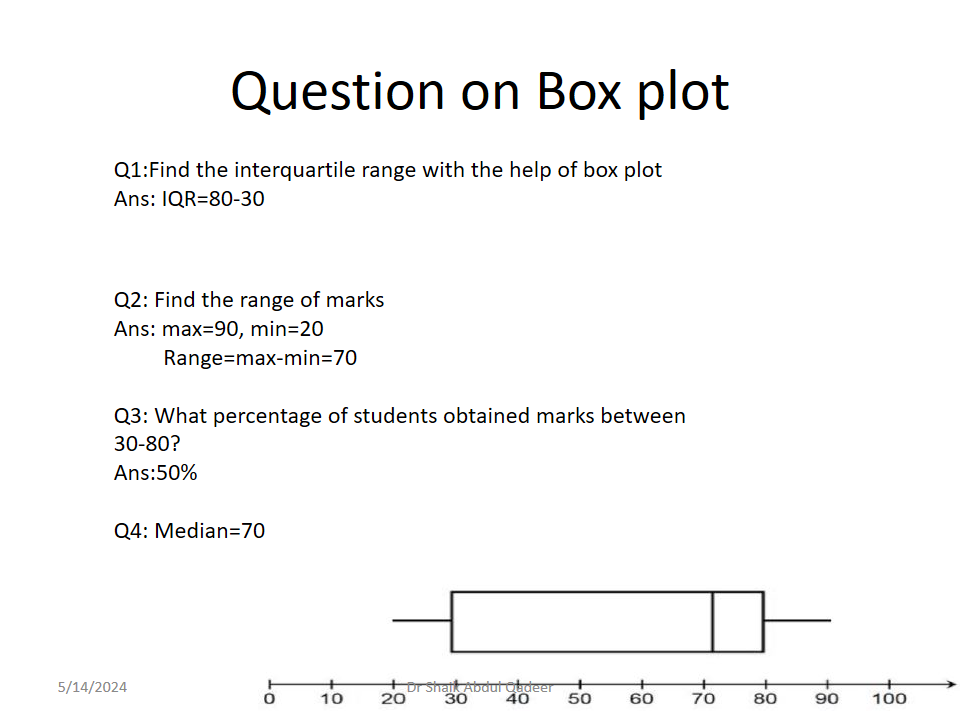 Question on Box plot
Q1:Find the interquartile range with the help of box plot
Ans: IQR=80-30
Q2: Find the range of marks
Ans: max=90, min=20
Range=max-min=70
Q3: What percentage of students obtained marks between
30-80?
Ans:50%
Q4: Median=70
5/14/2024 Dr Shaik Abdul Qadeer
0 10 20 30 40 50 60 70 80 90 100